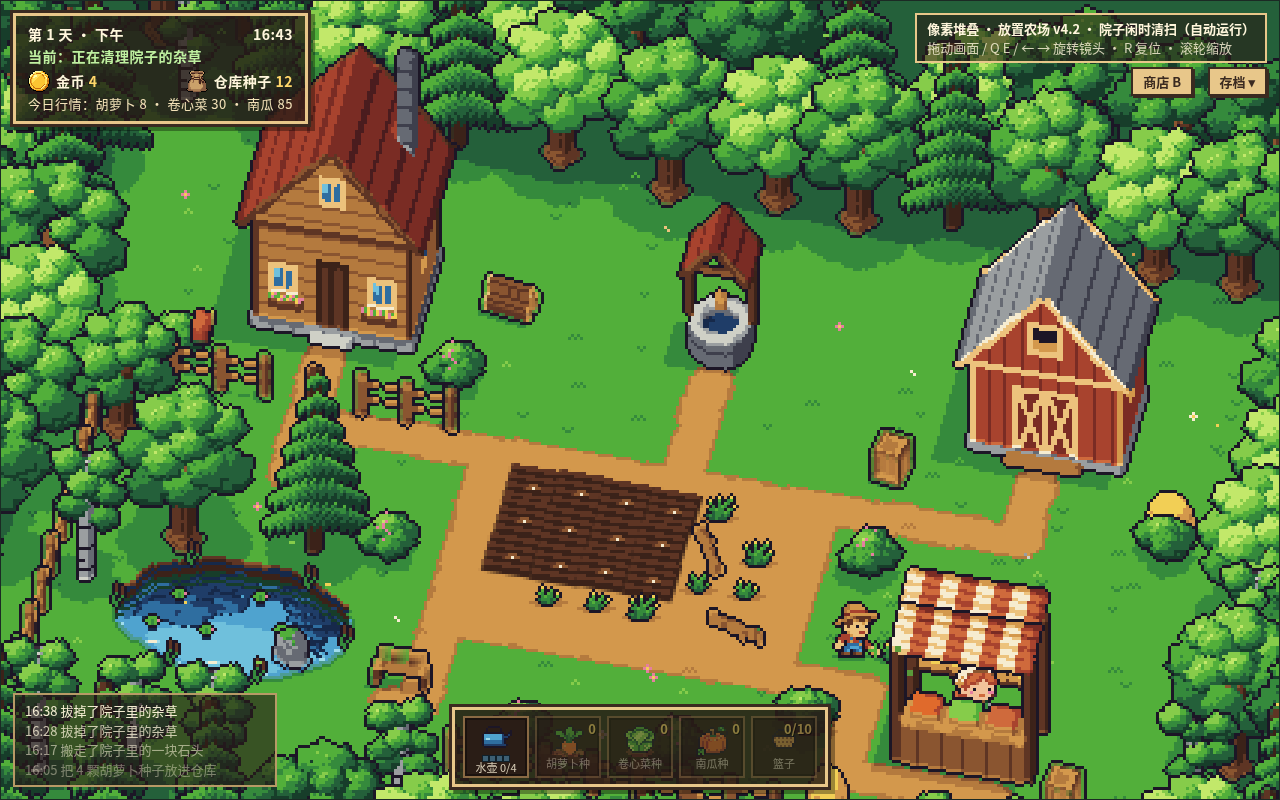 第 1 天 · 下午 16:43
当前：正在清理院子的杂草
金币 4 仓库种子 12
今日行情：胡萝卜 8 · 卷心菜 30 · 南瓜 85
像素堆叠 · 放置农场 v4.2 · 院子闲时清扫（自动运行）
拖动画面 / Q E / ←→ 旋转镜头 · R 复位 · 滚轮缩放
商店 B 存档 ▾
16:38 拔掉了院子里的杂草
16:28 拔掉了院子里的杂草
16:17 搬走了院子里的一块石头
16:05 把 4 颗胡萝卜种子放进仓库
0 0 0 0/10
水壶 0/4 胡萝卜种 卷心菜种 南瓜种 篮子